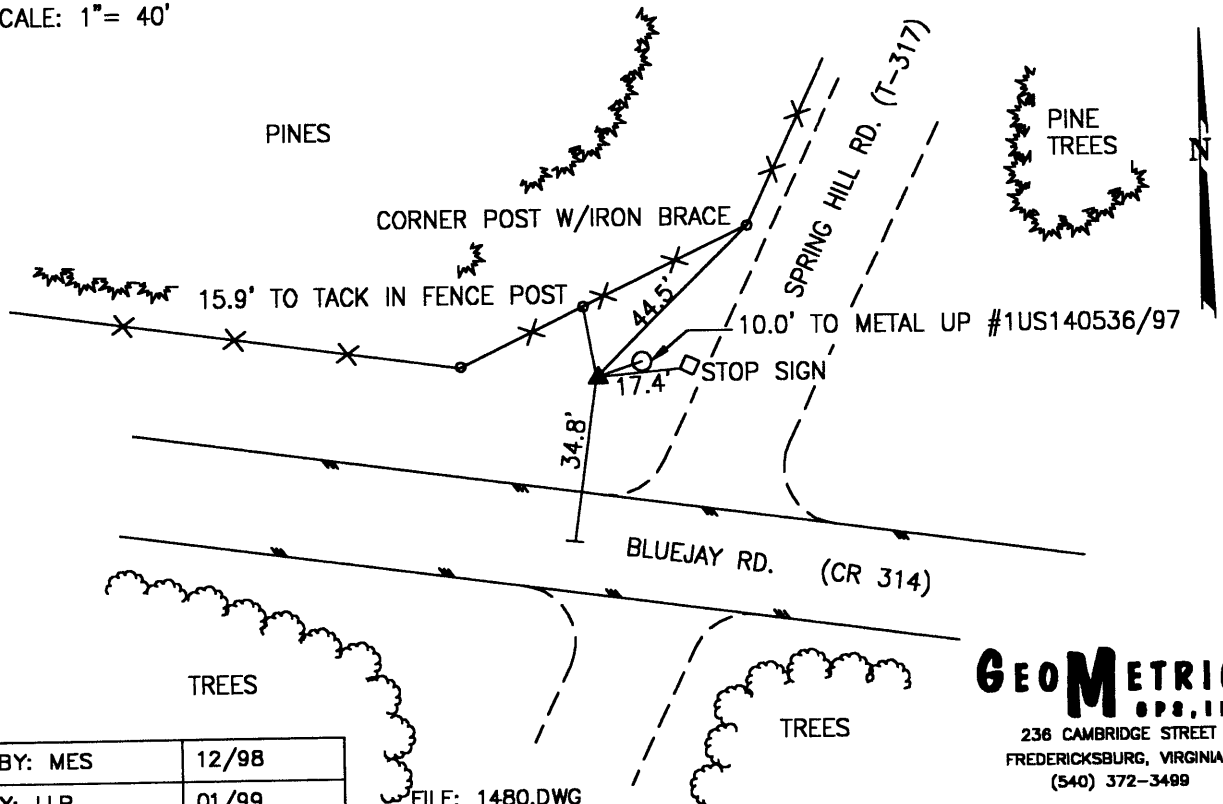 CALE: 1"= 40'
PINES
SPRING HILL RD. (T-317)
PINE
TREES
N
CORNER POST W/IRON BRACE
15.9' TO TACK IN FENCE POST
44.5'
10.0' TO METAL UP #1US140536/97
STOP SIGN
17.4'
34.8'
BLUEJAY RD. (CR 314)
TREES
TREES
GEOMETRI
GPS, I
236 CAMBRIDGE STREET
FREDERICKSBURG, VIRGINIA
(540) 372-3499
BY: MES 12/98
01/99
FILE: 1480.DWG